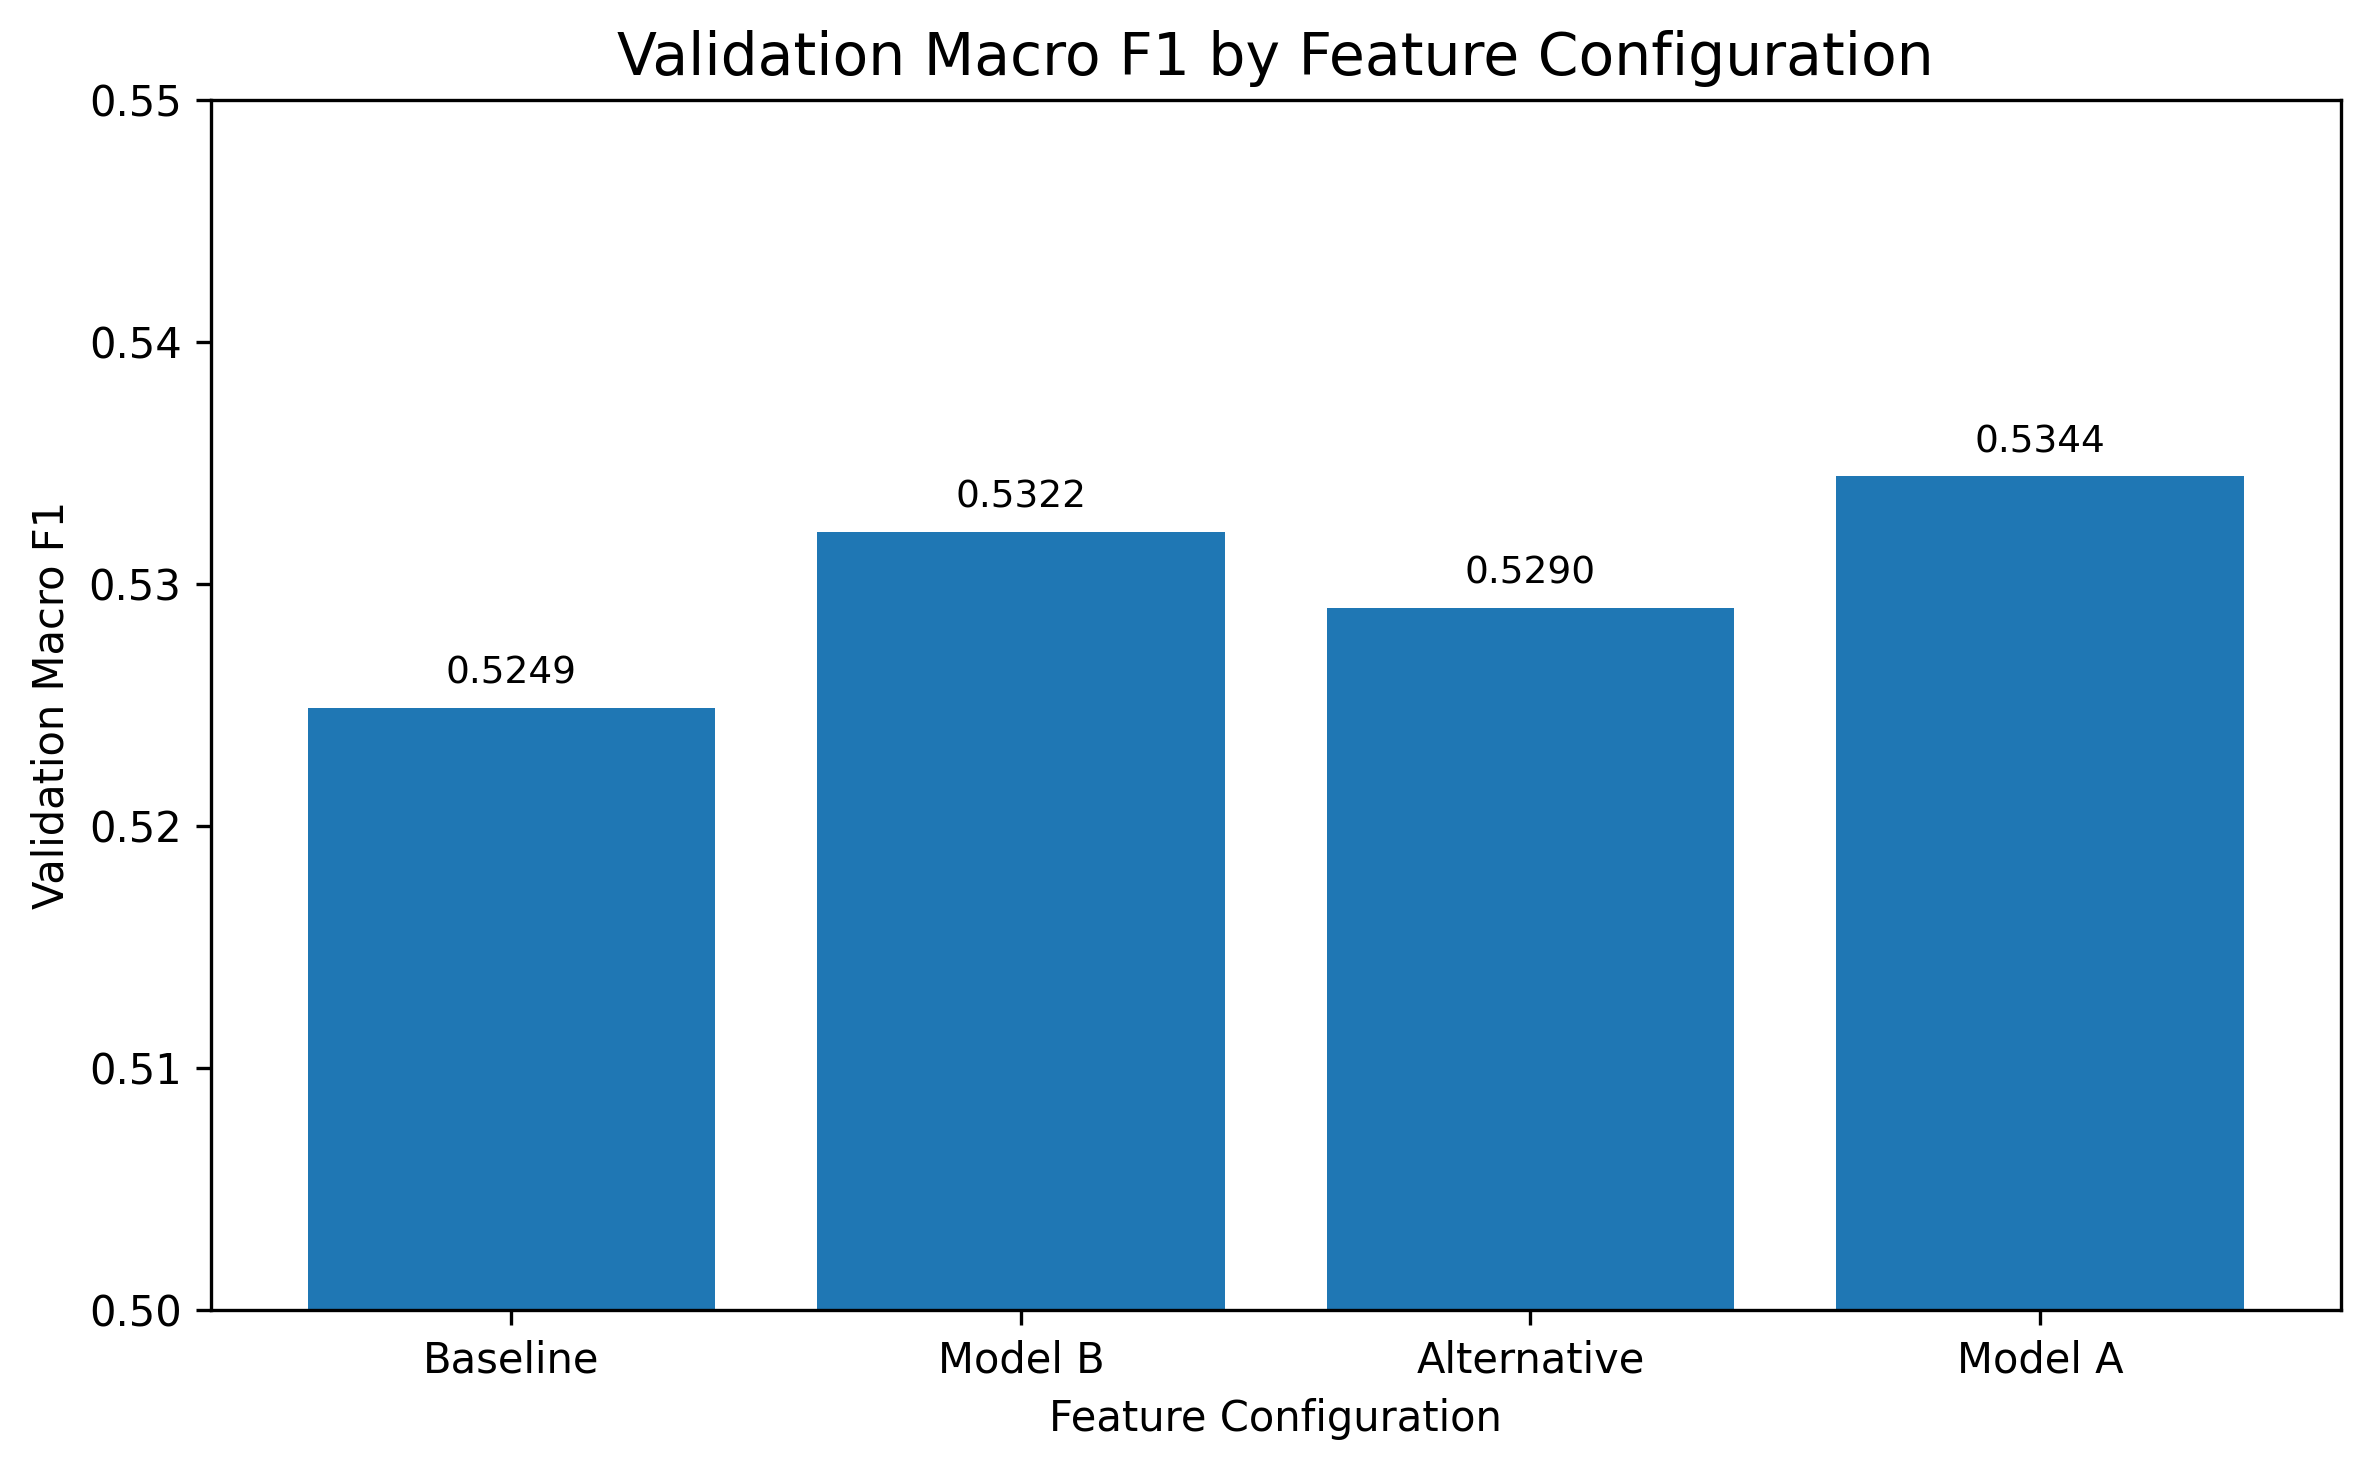 Validation Macro F1 by Feature Configuration
Validation Macro F1
0.55
0.54
0.53
0.52
0.51
0.50
0.5249
0.5322
0.5290
0.5344
Baseline
Model B
Alternative
Model A
Feature Configuration